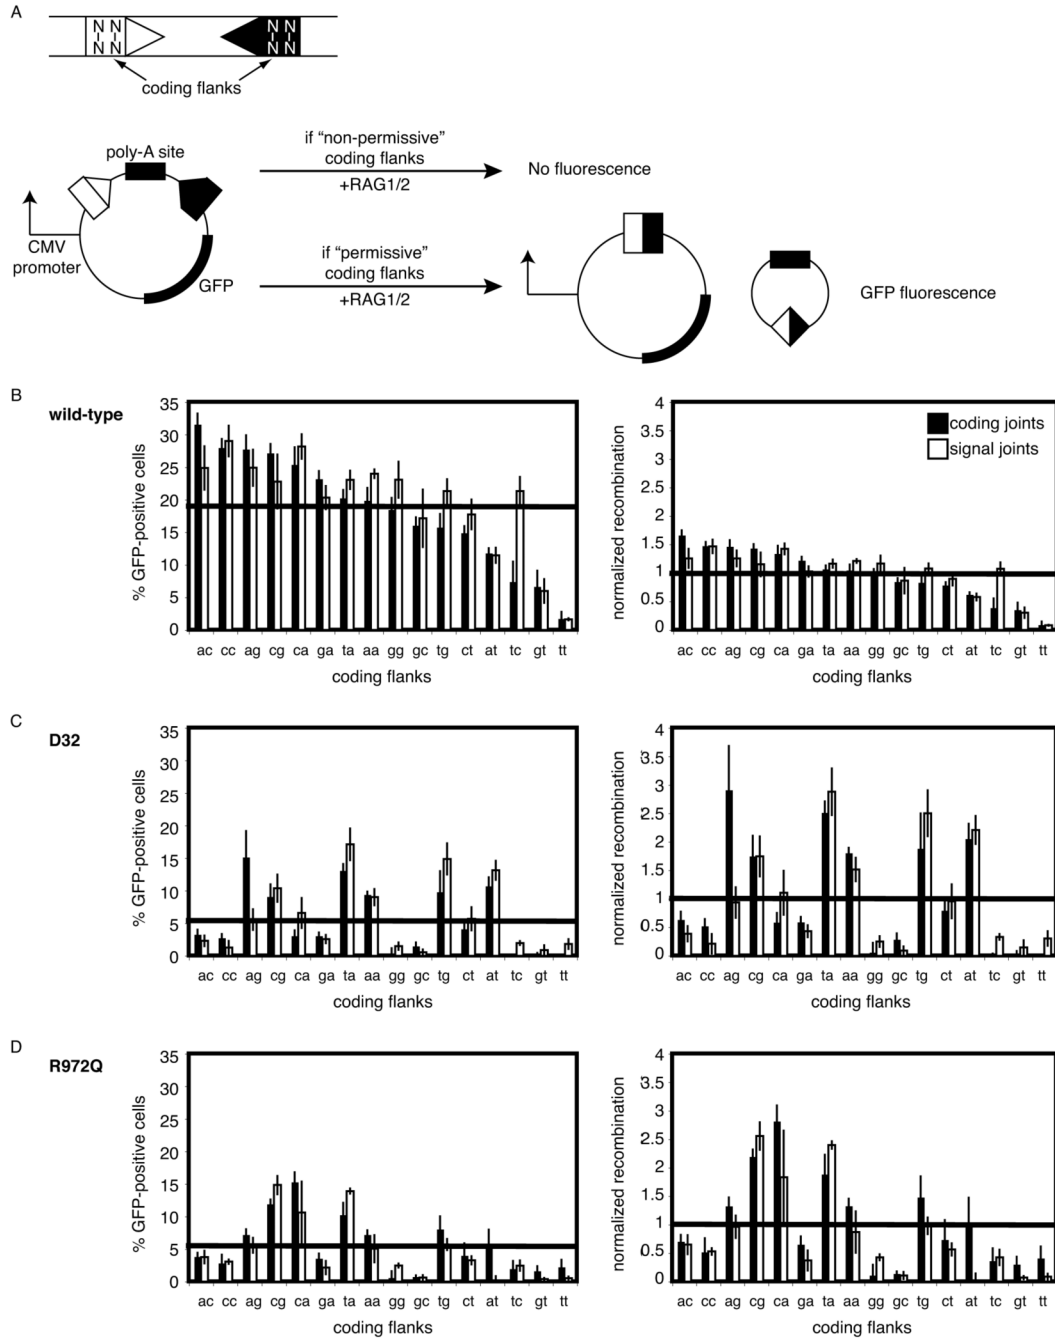 A
N N
N N
N N
N N
coding flanks
poly-A site
CMV
promoter
GFP
if “non-permissive”
coding flanks
+RAG1/2
No fluorescence
if “permissive”
coding flanks
+RAG1/2
GFP fluorescence
B
wild-type
% GFP-positive cells
35
30
25
20
15
10
5
0
ac cc ag cg ca ga ta aa gg gc tg ct at tc gt tt
coding flanks
normalized recombination
4
3.5
3
2.5
2
1.5
1
0.5
0
coding joints
signal joints
ac cc ag cg ca ga ta aa gg gc tg ct at tc gt tt
coding flanks
C
D32
% GFP-positive cells
35
30
25
20
15
10
5
0
ac cc ag cg ca ga ta aa gg gc tg ct at tc gt tt
coding flanks
normalized recombination
4
3.5
3
2.5
2
1.5
1
0.5
0
ac cc ag cg ca ga ta aa gg gc tg ct at tc gt tt
coding flanks
D
R972Q
% GFP-positive cells
35
30
25
20
15
10
5
0
ac cc ag cg ca ga ta aa gg gc tg ct at tc gt tt
coding flanks
normalized recombination
4
3.5
3
2.5
2
1.5
1
0.5
0
ac cc ag cg ca ga ta aa gg gc tg ct at tc gt tt
coding flanks